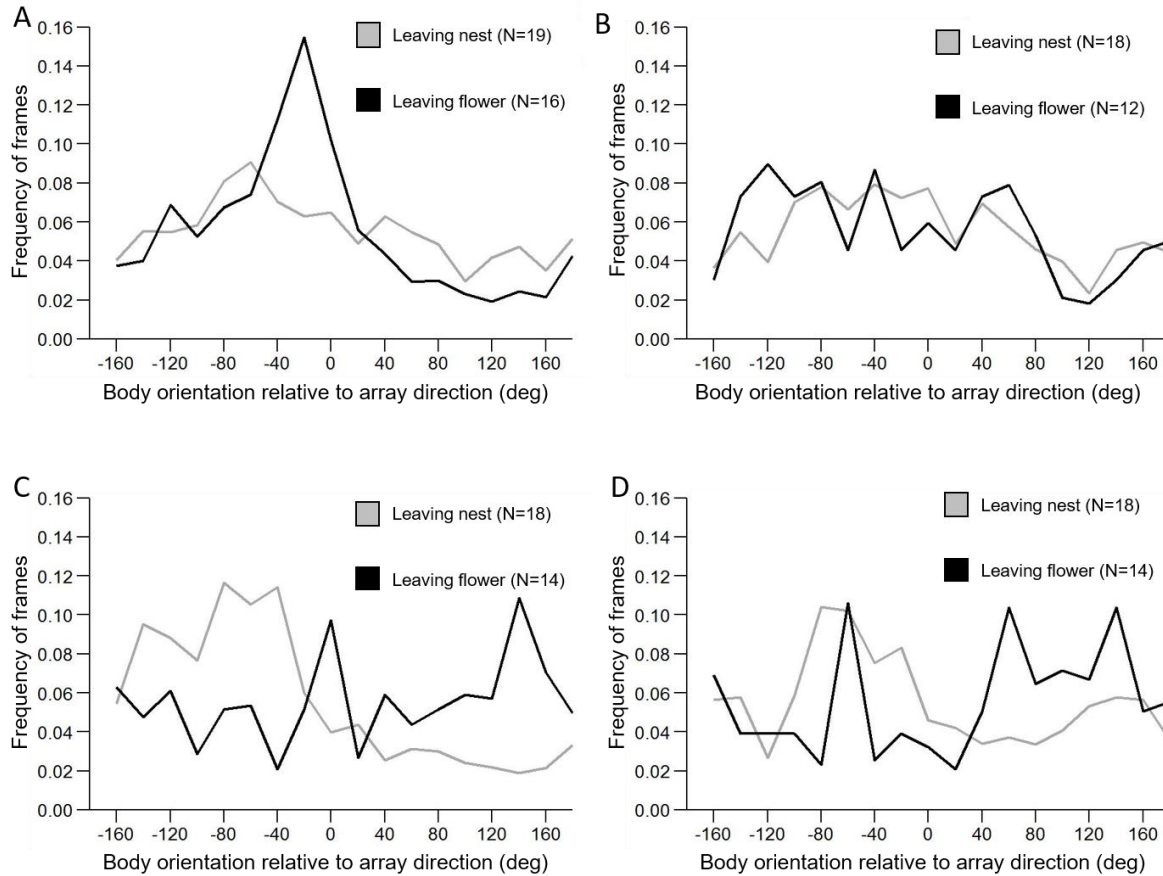 A
0.16
0.14
0.12
0.10
0.08
0.06
0.04
0.02
0.00
Frequency of frames
Leaving nest (N=19)
Leaving flower (N=16)
-160 -120 -80 -40 0 40 80 120 160
Body orientation relative to array direction (deg)
B
0.16
0.14
0.12
0.10
0.08
0.06
0.04
0.02
0.00
Frequency of frames
Leaving nest (N=18)
Leaving flower (N=12)
-160 -120 -80 -40 0 40 80 120 160
Body orientation relative to array direction (deg)
C
0.16
0.14
0.12
0.10
0.08
0.06
0.04
0.02
0.00
Frequency of frames
Leaving nest (N=18)
Leaving flower (N=14)
-160 -120 -80 -40 0 40 80 120 160
Body orientation relative to array direction (deg)
D
0.16
0.14
0.12
0.10
0.08
0.06
0.04
0.02
0.00
Frequency of frames
Leaving nest (N=18)
Leaving flower (N=14)
-160 -120 -80 -40 0 40 80 120 160
Body orientation relative to array direction (deg)